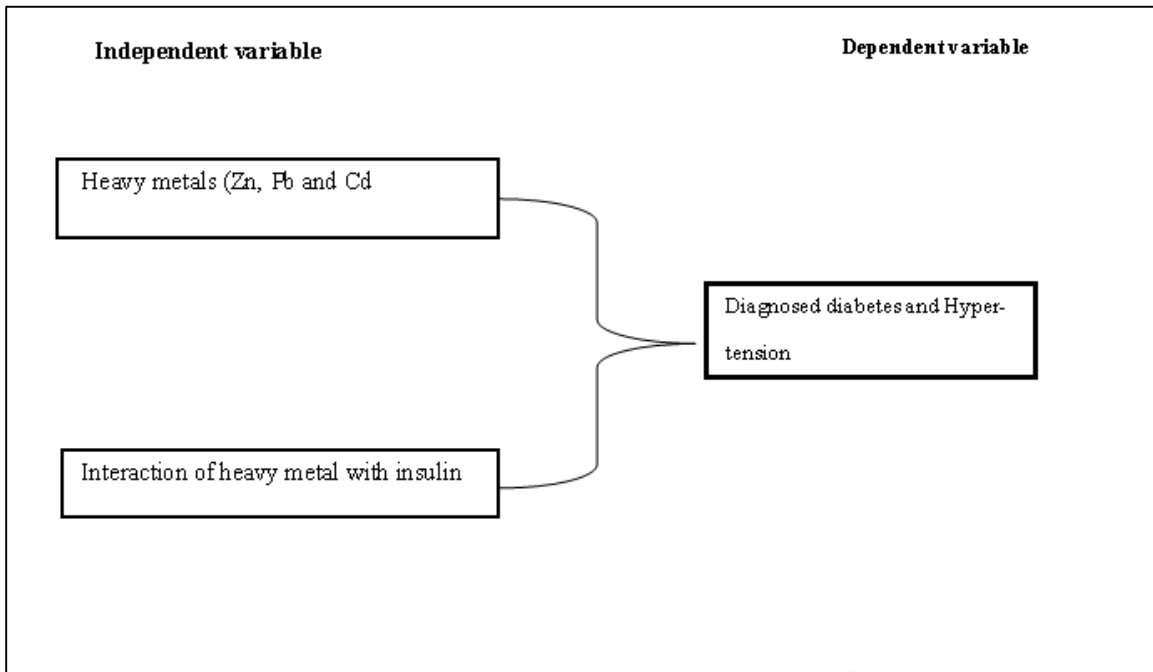 Independent variable
Dependent variable
Heavy metals (Zn, Pb and Cd
Diagnosed diabetes and Hyper-
tension
Interaction of heavy metal with insulin